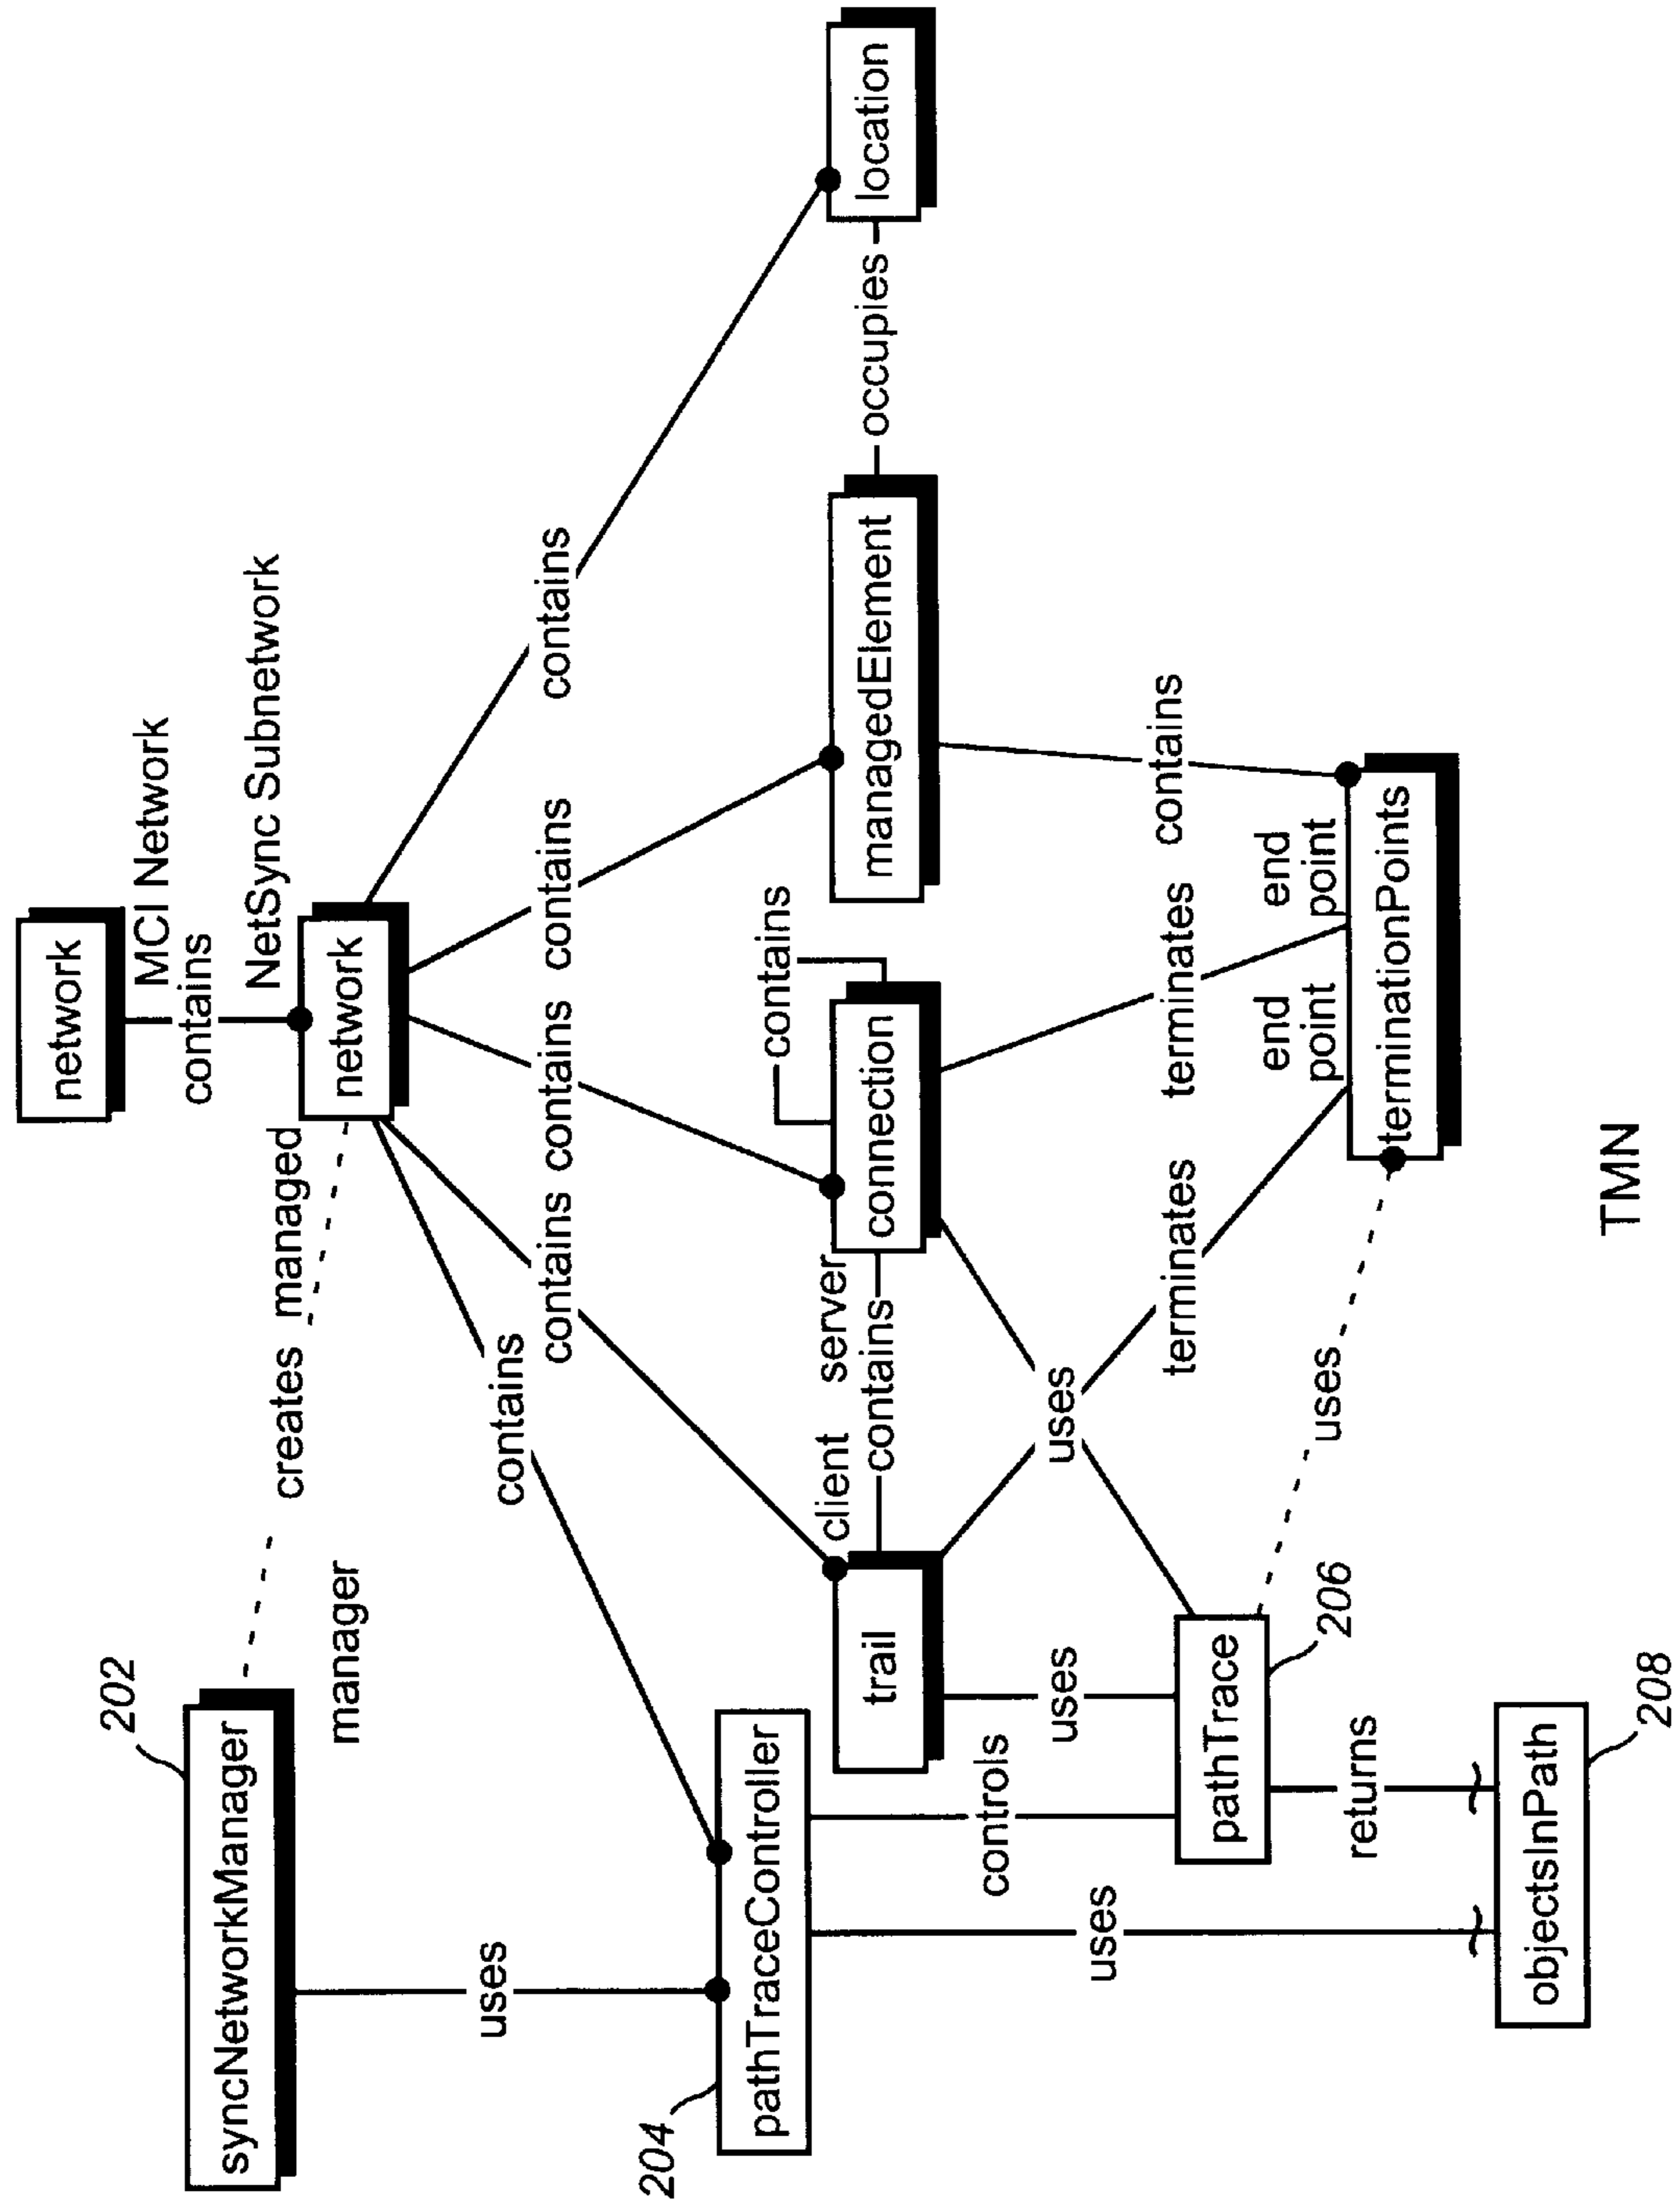 network
MCI Network
contains
NetSync Subnetwork
network
202
syncNetworkManager
manager
creates
managed
uses
contains
contains
contains
contains
contains
204
pathTraceController
trail
client
server
contains
connection
contains
managedElement
occupies
location
controls
uses
uses
terminates
terminates
contains
pathTrace
206
uses
end
point
end
point
terminationPoints
uses
returns
objectsInPath
208
TMN